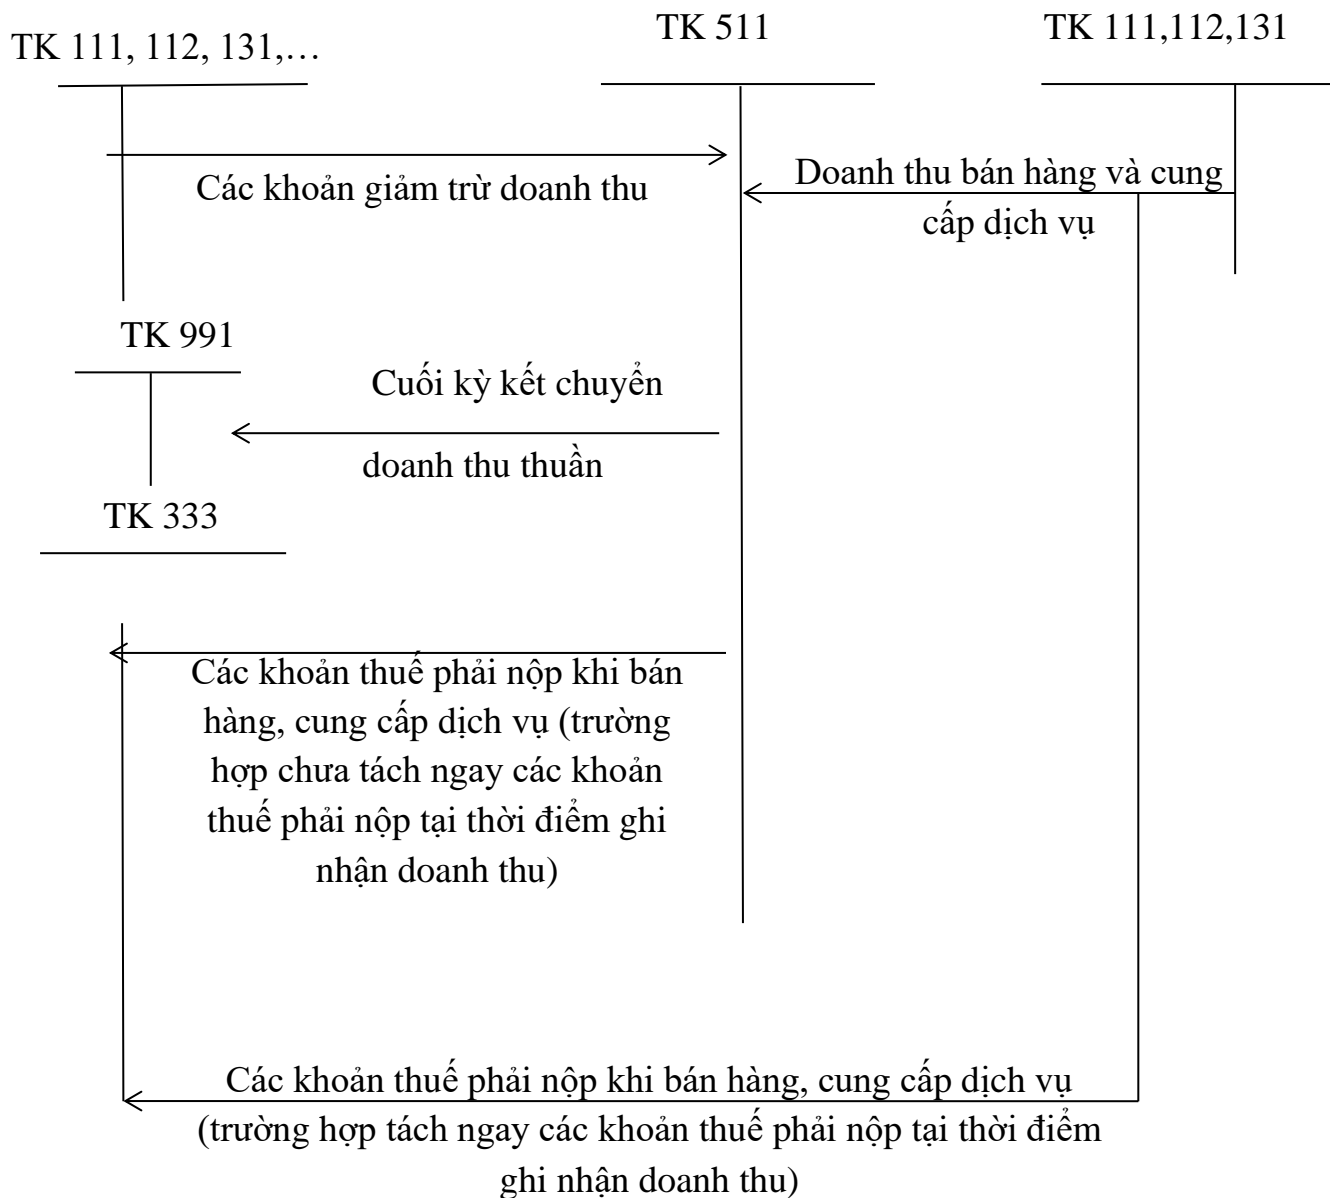 TK 111, 112, 131,…
TK 511
TK 111,112,131
Các khoản giảm trừ doanh thu
Doanh thu bán hàng và cung
cấp dịch vụ
TK 991
Cuối kỳ kết chuyển
doanh thu thuần
TK 333
Các khoản thuế phải nộp khi bán
hàng, cung cấp dịch vụ (trường
hợp chưa tách ngay các khoản
thuế phải nộp tại thời điểm ghi
nhận doanh thu)
Các khoản thuế phải nộp khi bán hàng, cung cấp dịch vụ
(trường hợp tách ngay các khoản thuế phải nộp tại thời điểm
ghi nhận doanh thu)